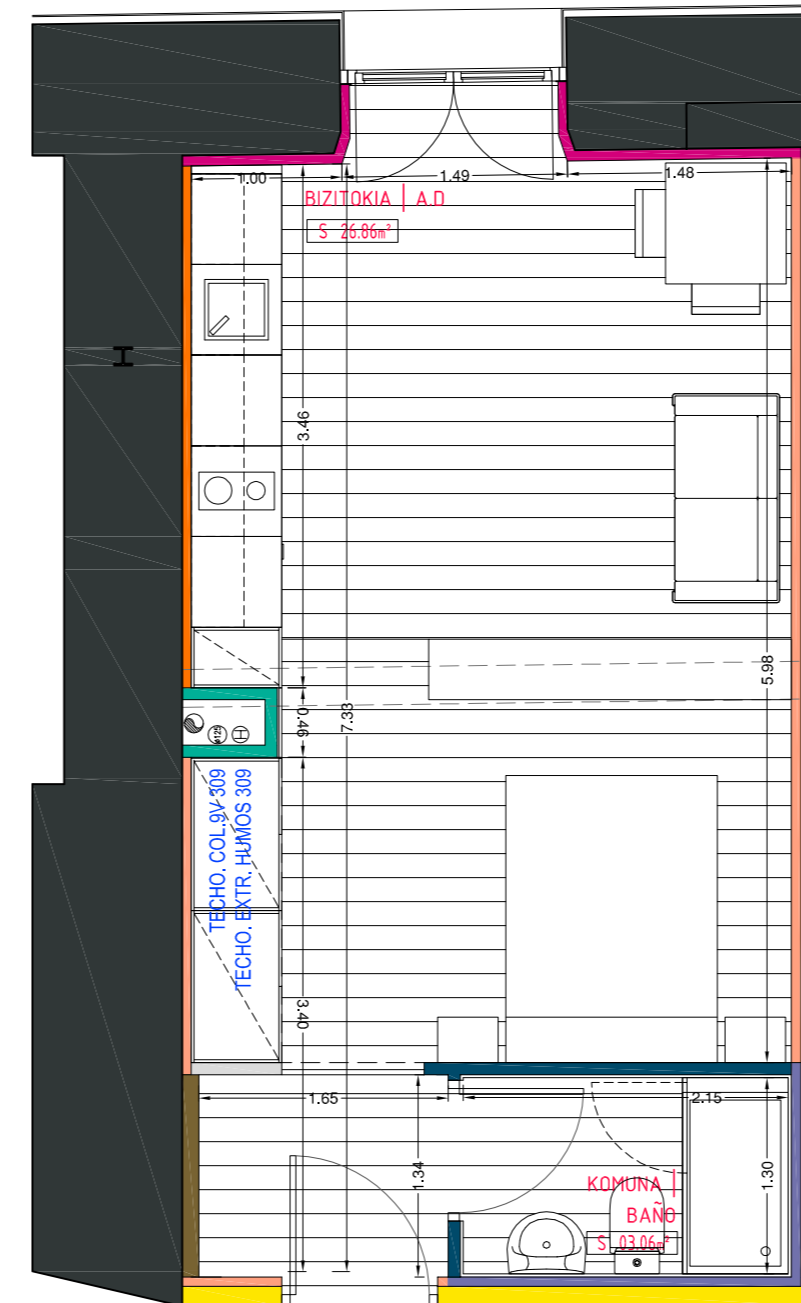 1.00
1.49
1.48
BIZITOKIA | A.D
S 26.86m²
3.46
5.98
0.46
7.33
ø125
H
TECHO. COL.9V 309
TECHO. EXTR. HUMOS 309
3.40
1.65
2.15
1.34
1.30
KOMUNA |
BAÑO
S 03.06m²